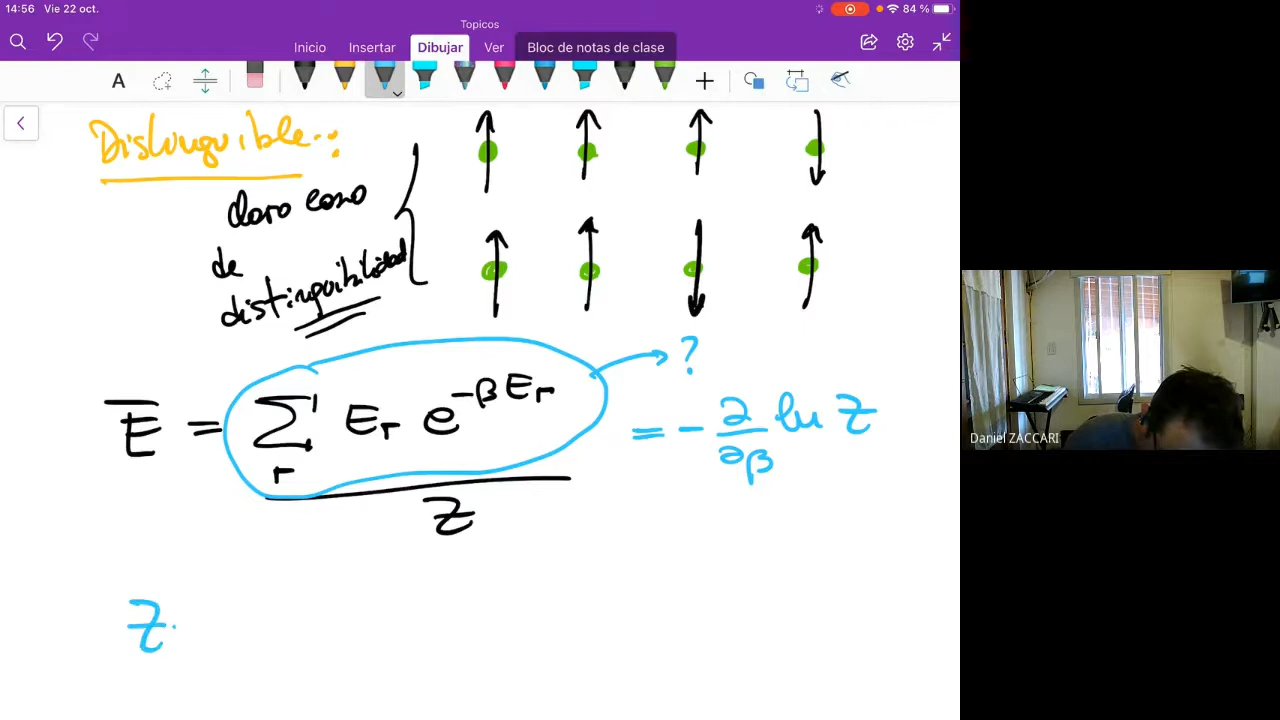 14:56 Vie 22 oct.
84 %
Topicos
Inicio Insertar Dibujar Ver Bloc de notas de clase
A
Distinguible..:
claro caso
de
distinguibilidad
?
E̅ = ∑r Er e^-βEr / Z = - ∂/∂β ln Z
Daniel ZACCARI
Z